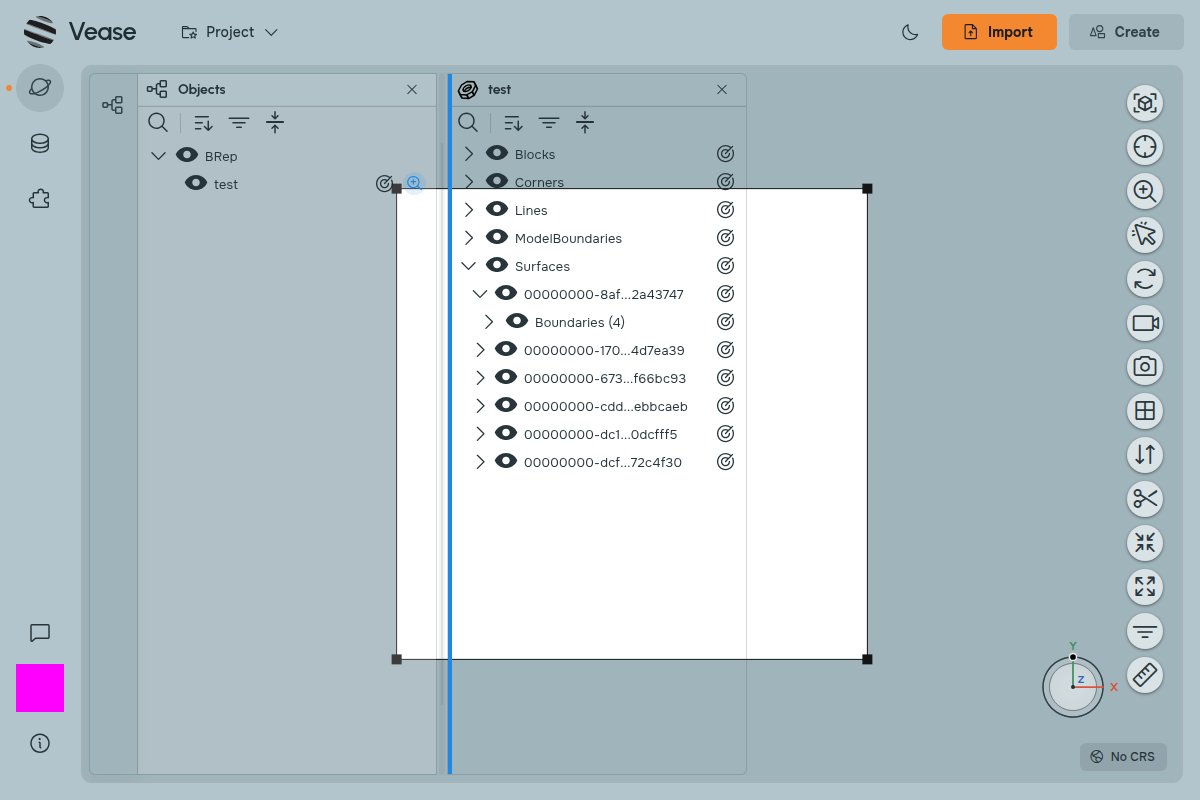 Vease
Project
Import
Create
Objects
test
BRep
test
Blocks
Corners
Lines
ModelBoundaries
Surfaces
00000000-8af...2a43747
Boundaries (4)
00000000-170...4d7ea39
00000000-673...f66bc93
00000000-cdd...ebbcaeb
00000000-dc1...0dcfff5
00000000-dcf...72c4f30
Y
Z
X
No CRS